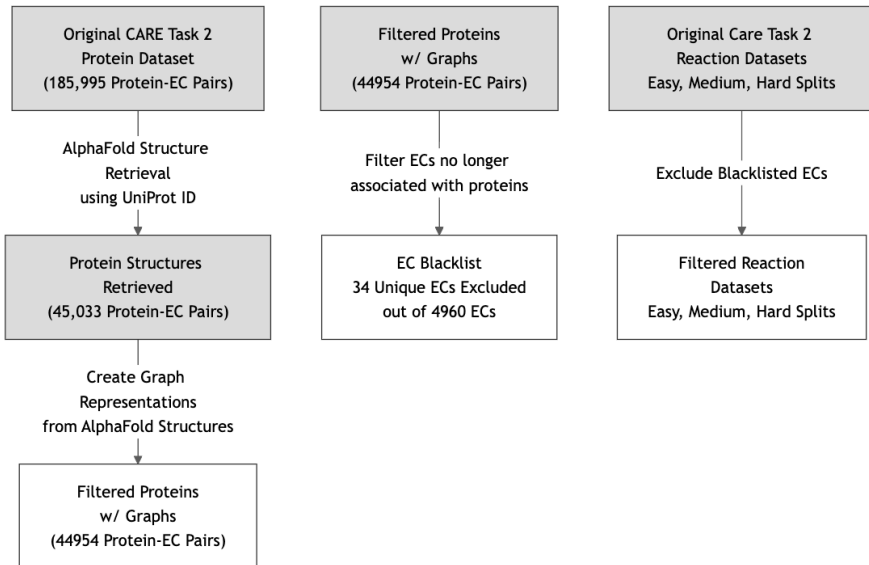 Original CARE Task 2
Protein Dataset
(185,995 Protein-EC Pairs)
AlphaFold Structure
Retrieval
using UniProt ID
Protein Structures
Retrieved
(45,033 Protein-EC Pairs)
Create Graph
Representations
from AlphaFold Structures
Filtered Proteins
w/ Graphs
(44954 Protein-EC Pairs)
Filtered Proteins
w/ Graphs
(44954 Protein-EC Pairs)
Filter ECs no longer
associated with proteins
EC Blacklist
34 Unique ECs Excluded
out of 4960 ECs
Original Care Task 2
Reaction Datasets
Easy, Medium, Hard Splits
Exclude Blacklisted ECs
Filtered Reaction
Datasets
Easy, Medium, Hard Splits